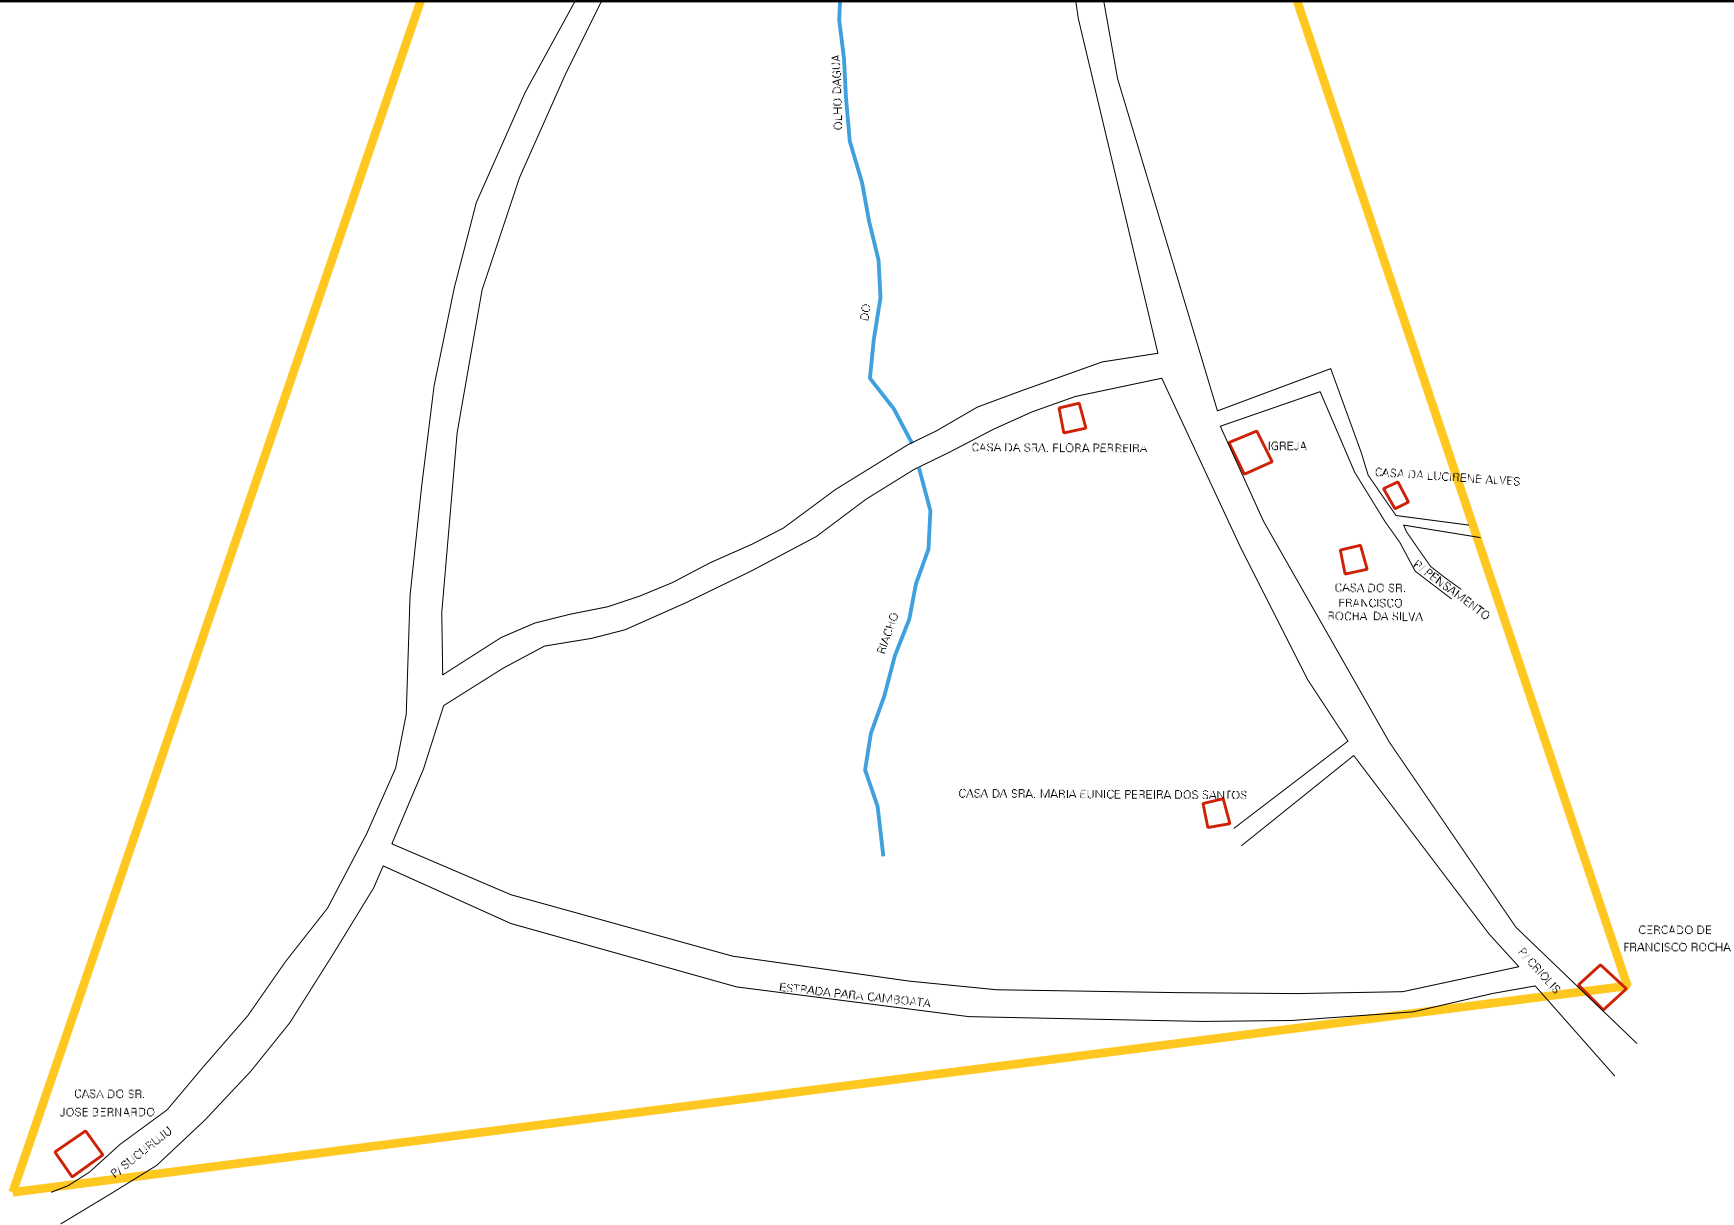 OLHO DAGUA
DO
CASA DA SRA. FLORA PERREIRA
IGREJA
CASA DA LUCIRENE ALVES
P/ PENSAMENTO
CASA DO SR.
FRANCISCO
ROCHA DA SILVA
RIACHO
CASA DA SRA. MARIA EUNICE PEREIRA DOS SANTOS
CERCADO DE
FRANCISCO ROCHA
P/ CRIOLIS
ESTRADA PARA CAMBOATA
CASA DO SR.
JOSE BERNARDO
P/ SUCURUJU